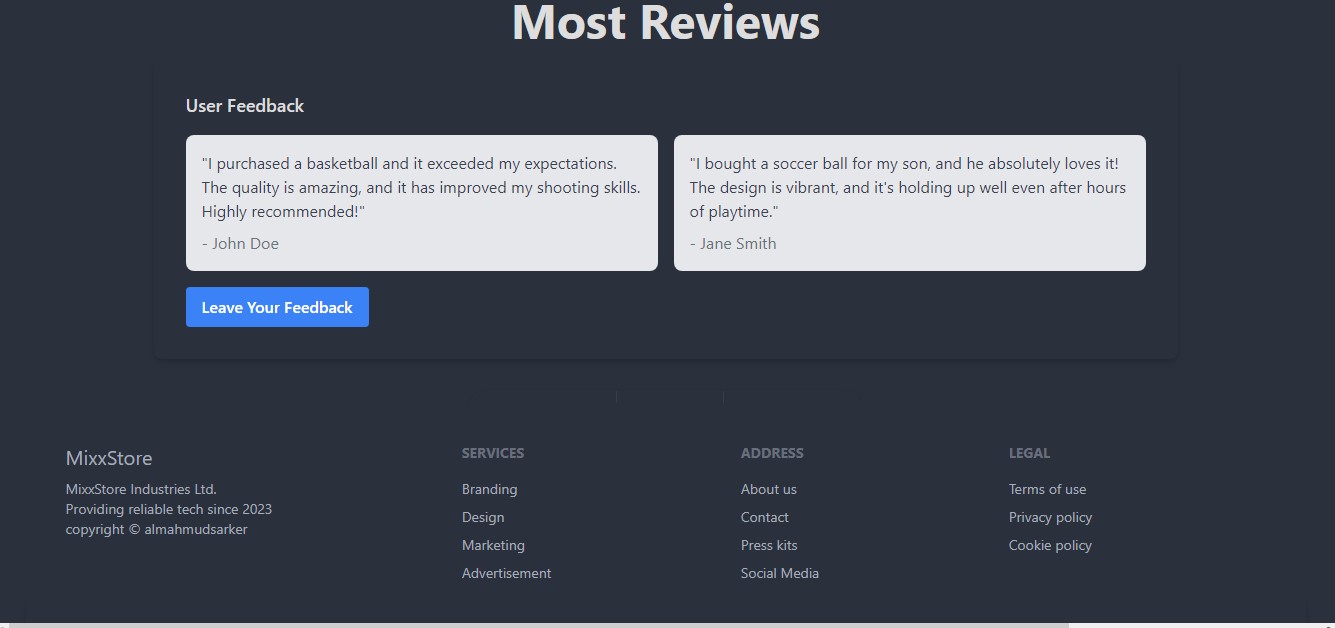 Most Reviews
User Feedback
"I purchased a basketball and it exceeded my expectations.
The quality is amazing, and it has improved my shooting skills.
Highly recommended!"
- John Doe
"I bought a soccer ball for my son, and he absolutely loves it!
The design is vibrant, and it's holding up well even after hours
of playtime."
- Jane Smith
Leave Your Feedback
MixxStore
MixxStore Industries Ltd.
Providing reliable tech since 2023
copyright © almahmudsarker
SERVICES
Branding
Design
Marketing
Advertisement
ADDRESS
About us
Contact
Press kits
Social Media
LEGAL
Terms of use
Privacy policy
Cookie policy